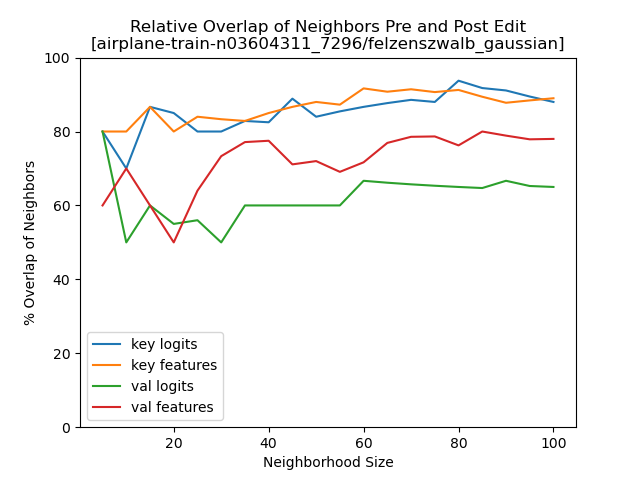 Relative Overlap of Neighbors Pre and Post Edit
[airplane-train-n03604311_7296/felzenszwalb_gaussian]
100
80
60
40
20
0
% Overlap of Neighbors
key logits
key features
val logits
val features
20 40 60 80 100
Neighborhood Size